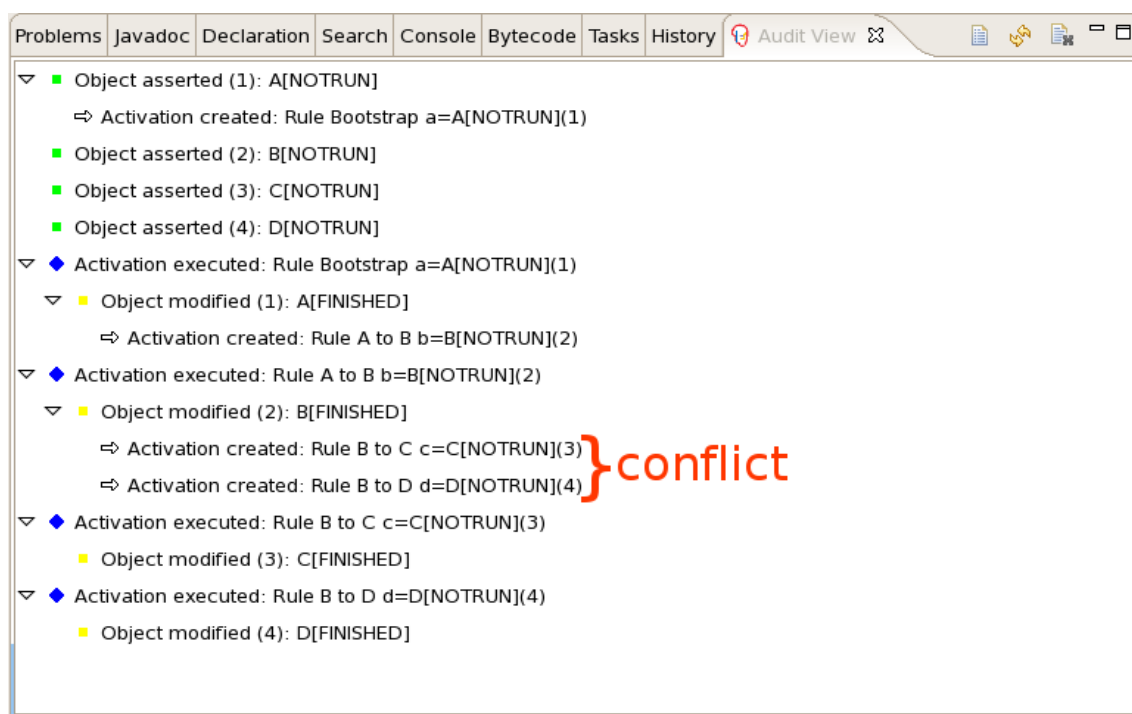 Problems Javadoc Declaration Search Console Bytecode Tasks History Audit View
Object asserted (1): A[NOTRUN]
Activation created: Rule Bootstrap a=A[NOTRUN](1)
Object asserted (2): B[NOTRUN]
Object asserted (3): C[NOTRUN]
Object asserted (4): D[NOTRUN]
Activation executed: Rule Bootstrap a=A[NOTRUN](1)
Object modified (1): A[FINISHED]
Activation created: Rule A to B b=B[NOTRUN](2)
Activation executed: Rule A to B b=B[NOTRUN](2)
Object modified (2): B[FINISHED]
Activation created: Rule B to C c=C[NOTRUN](3)
Activation created: Rule B to D d=D[NOTRUN](4)
conflict
Activation executed: Rule B to C c=C[NOTRUN](3)
Object modified (3): C[FINISHED]
Activation executed: Rule B to D d=D[NOTRUN](4)
Object modified (4): D[FINISHED]